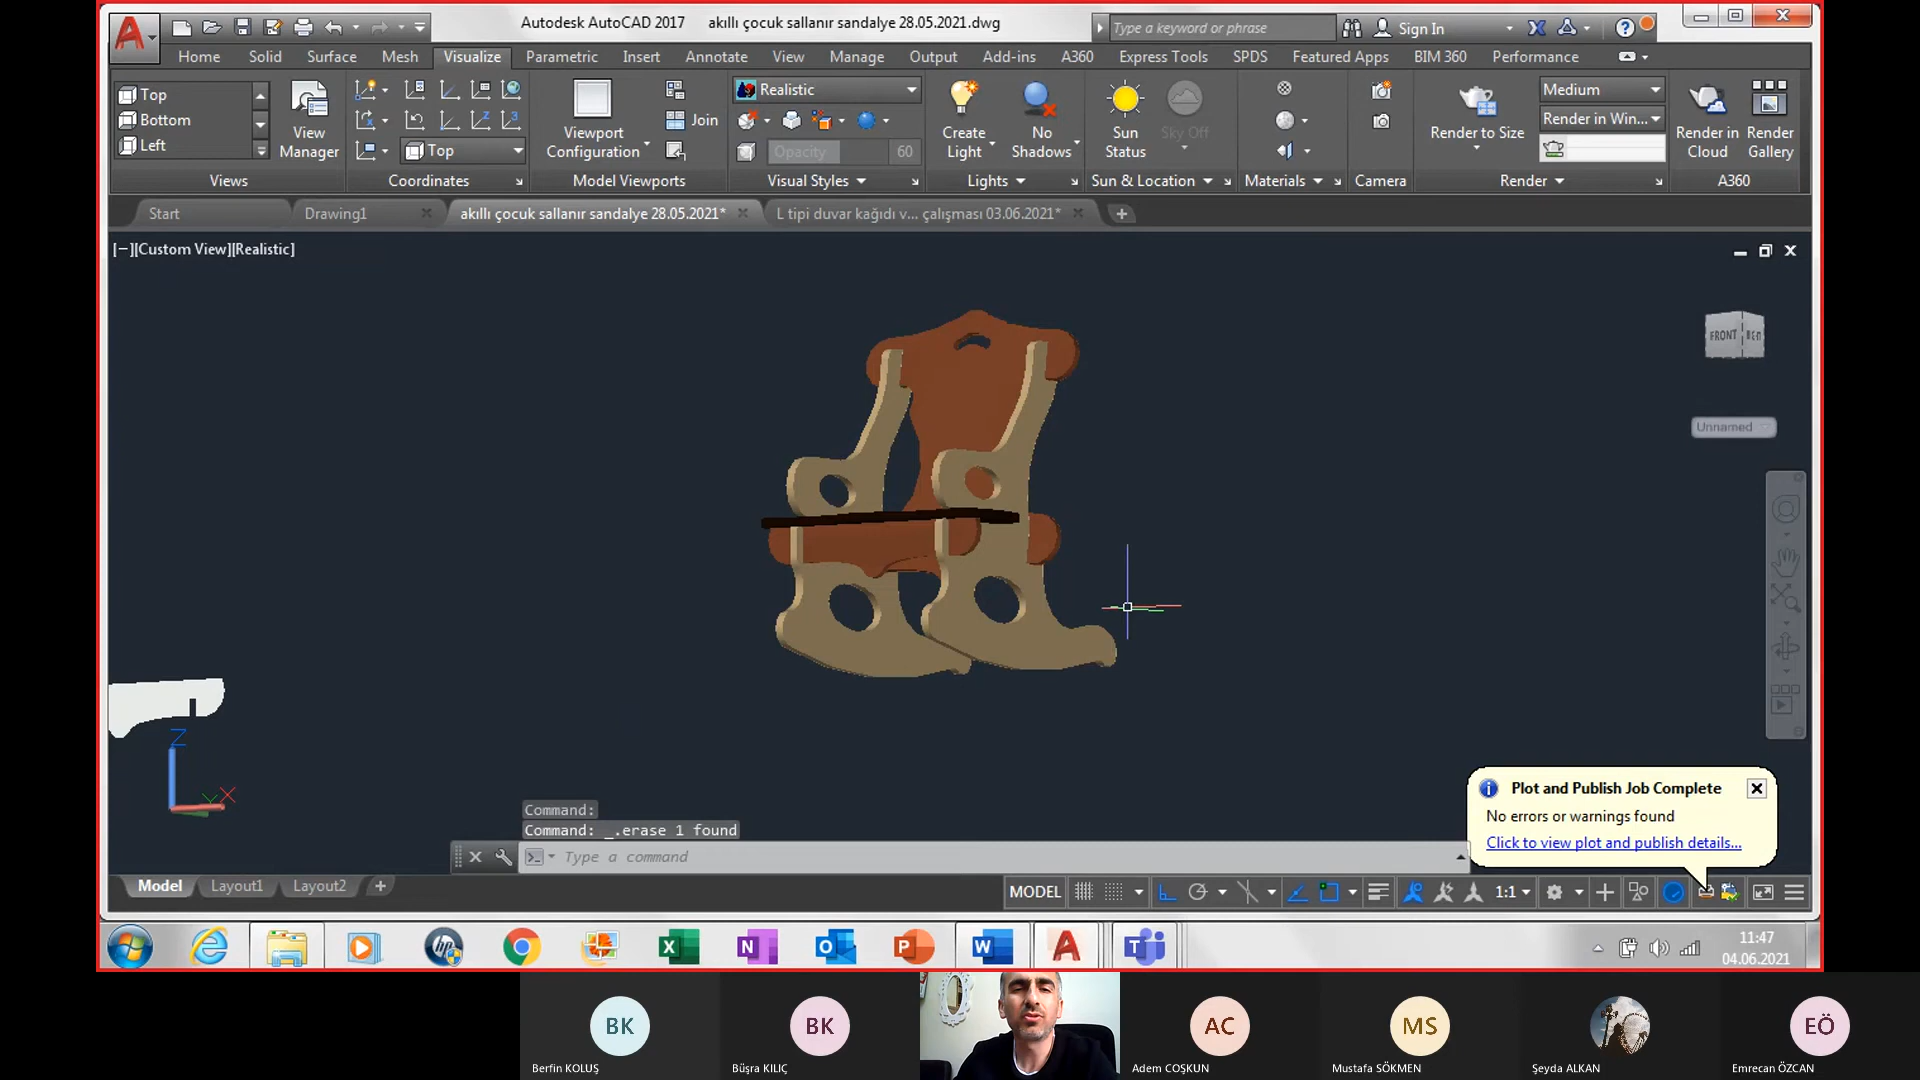 Autodesk AutoCAD 2017 akıllı çocuk sallanır sandalye 28.05.2021.dwg
Type a keyword or phrase
Sign In
Home Solid Surface Mesh Visualize Parametric Insert Annotate View Manage Output Add-ins A360 Express Tools SPDS Featured Apps BIM 360 Performance
Top
Bottom
Left
View
Manager
Top
Viewport
Configuration
Join
Realistic
Opacity 60
Create
Light
No
Shadows
Sun
Status
Sky Off
Render to Size
Medium
Render in Win...
Render in
Cloud
Render
Gallery
Views Coordinates Model Viewports Visual Styles Lights Sun & Location Materials Camera Render A360
Start Drawing1 akıllı çocuk sallanır sandalye 28.05.2021* L tipi duvar kağıdı v... çalışması 03.06.2021*
[−][Custom View][Realistic]
FRONT
Unnamed
Z
Y X
Command:
Command: _.erase 1 found
Type a command
Plot and Publish Job Complete
No errors or warnings found
Click to view plot and publish details...
Model Layout1 Layout2
MODEL 1:1
11:47
04.06.2021
BK BK AC MS EÖ
Berfin KOLUŞ Büşra KILIÇ Adem COŞKUN Mustafa SÖKMEN Şeyda ALKAN Emrecan ÖZCAN